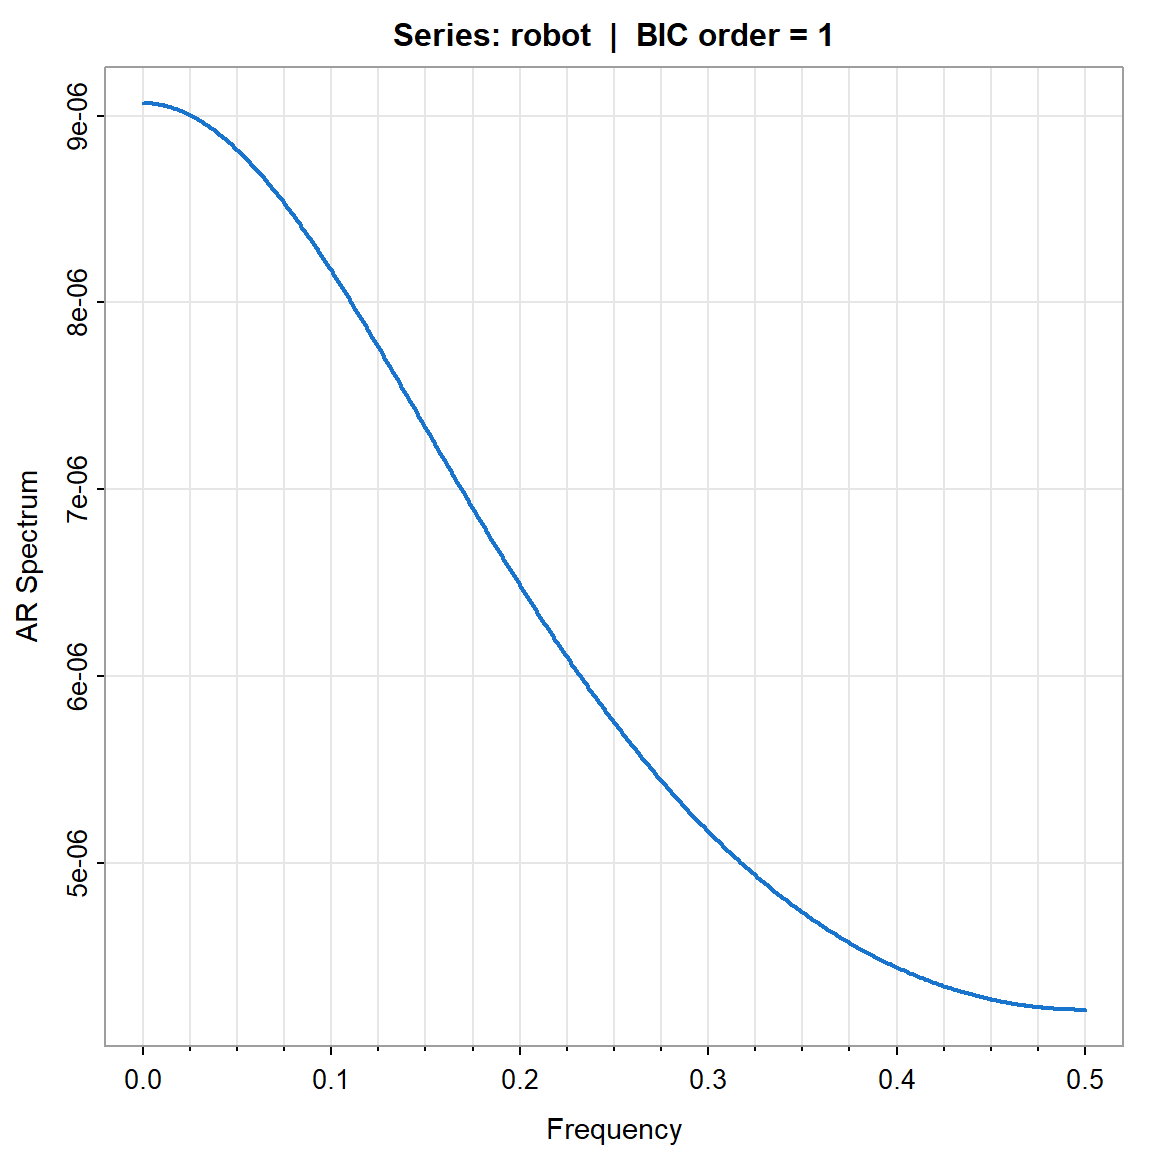 Series: robot | BIC order = 1
AR Spectrum
9e-06
8e-06
7e-06
6e-06
5e-06
0.0 0.1 0.2 0.3 0.4 0.5
Frequency